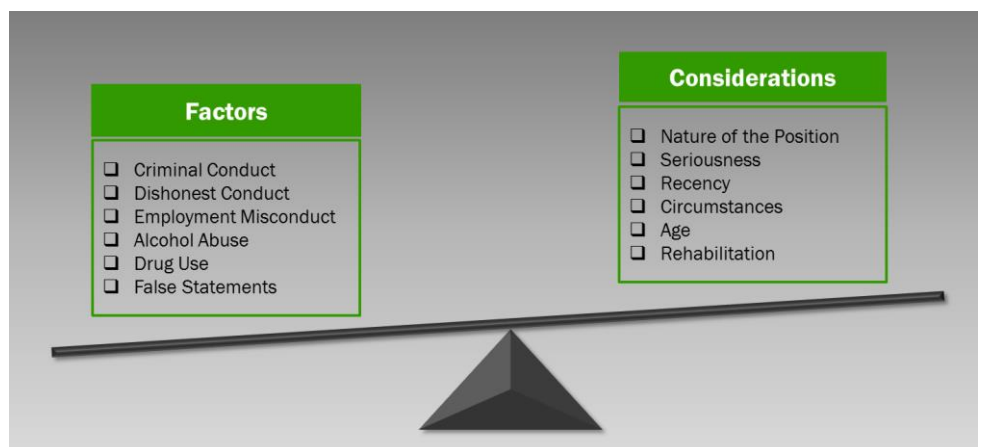 Factors
❑ Criminal Conduct
❑ Dishonest Conduct
❑ Employment Misconduct
❑ Alcohol Abuse
❑ Drug Use
❑ False Statements
Considerations
❑ Nature of the Position
❑ Seriousness
❑ Recency
❑ Circumstances
❑ Age
❑ Rehabilitation